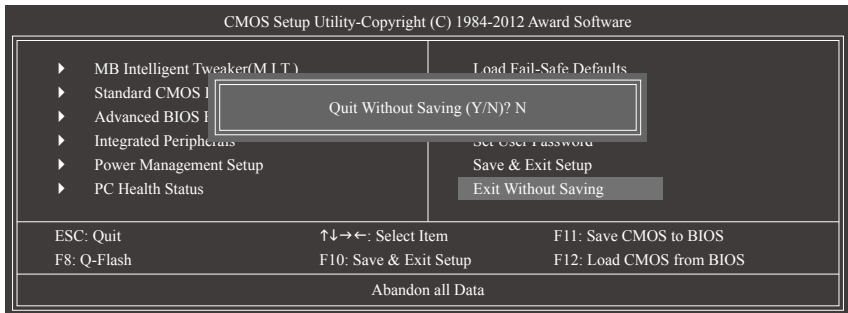 CMOS Setup Utility-Copyright (C) 1984-2012 Award Software
MB Intelligent Tweaker(M.I.T.)
Standard CMOS
Advanced BIOS
Integrated Peripherals
Power Management Setup
PC Health Status
Load Fail-Safe Defaults
Set User Password
Save & Exit Setup
Exit Without Saving
Quit Without Saving (Y/N)? N
ESC: Quit
↑↓→←: Select Item
F11: Save CMOS to BIOS
F8: Q-Flash
F10: Save & Exit Setup
F12: Load CMOS from BIOS
Abandon all Data